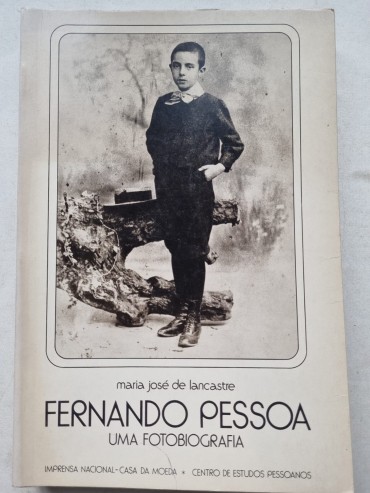 maria josé de lancastre
FERNANDO PESSOA
UMA FOTOBIOGRAFIA
IMPRENSA NACIONAL-CASA DA MOEDA * CENTRO DE ESTUDOS PESSOANOS